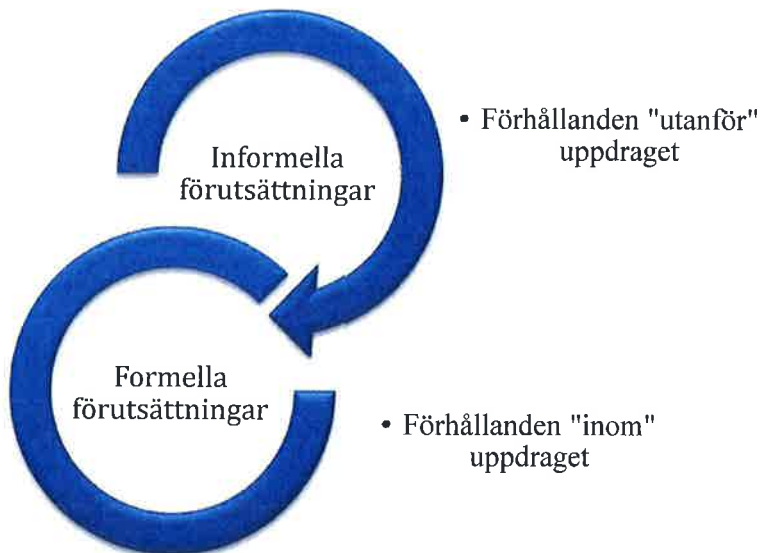 Informella
förutsättningar
• Förhållanden "utanför"
uppdraget
Formella
förutsättningar
• Förhållanden "inom"
uppdraget